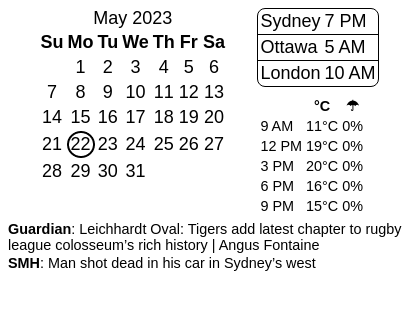 May 2023
Su Mo Tu We Th Fr Sa
1 2 3 4 5 6
7 8 9 10 11 12 13
14 15 16 17 18 19 20
21 22 23 24 25 26 27
28 29 30 31
Sydney 7 PM
Ottawa 5 AM
London 10 AM
°C ☂
9 AM 11°C 0%
12 PM 19°C 0%
3 PM 20°C 0%
6 PM 16°C 0%
9 PM 15°C 0%
Guardian: Leichhardt Oval: Tigers add latest chapter to rugby
league colosseum’s rich history | Angus Fontaine
SMH: Man shot dead in his car in Sydney’s west